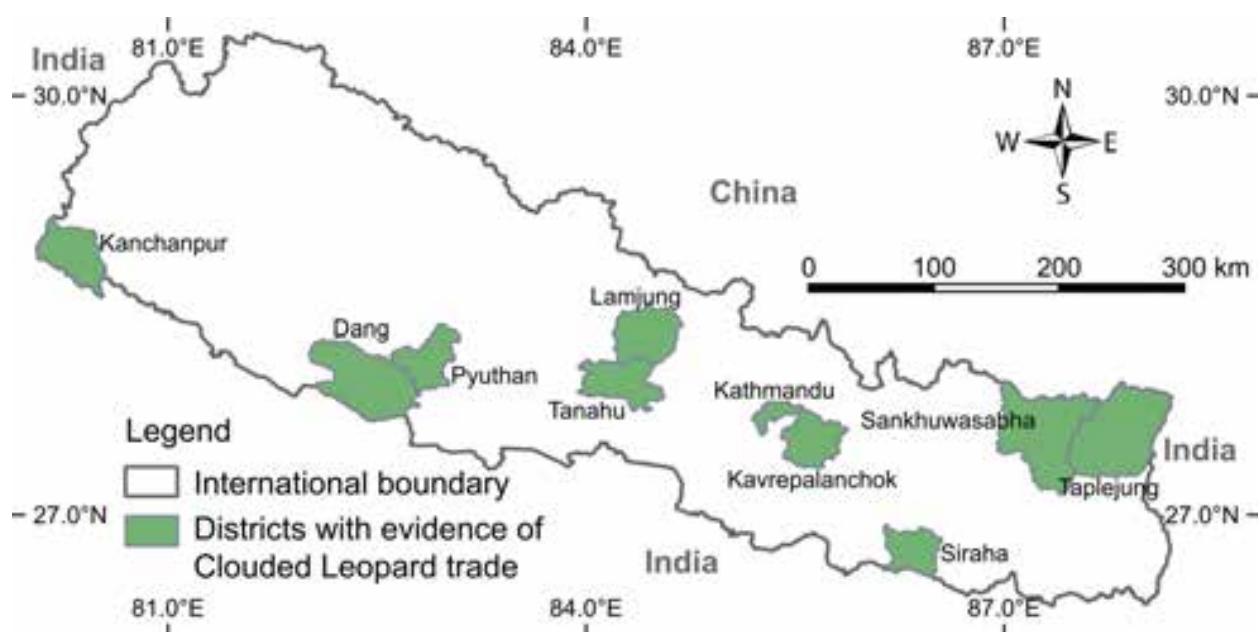 India
81.0°E
84.0°E
87.0°E
30.0°N
30.0°N
N
W
E
S
China
Kanchanpur
0
100
200
300 km
Lamjung
Dang
Pyuthan
Tanahu
Kathmandu
Sankhuwasabha
Legend
India
Kavrepalanchok
Taplejung
International boundary
27.0°N
27.0°N
Districts with evidence of
Clouded Leopard trade
India
Siraha
81.0°E
84.0°E
87.0°E